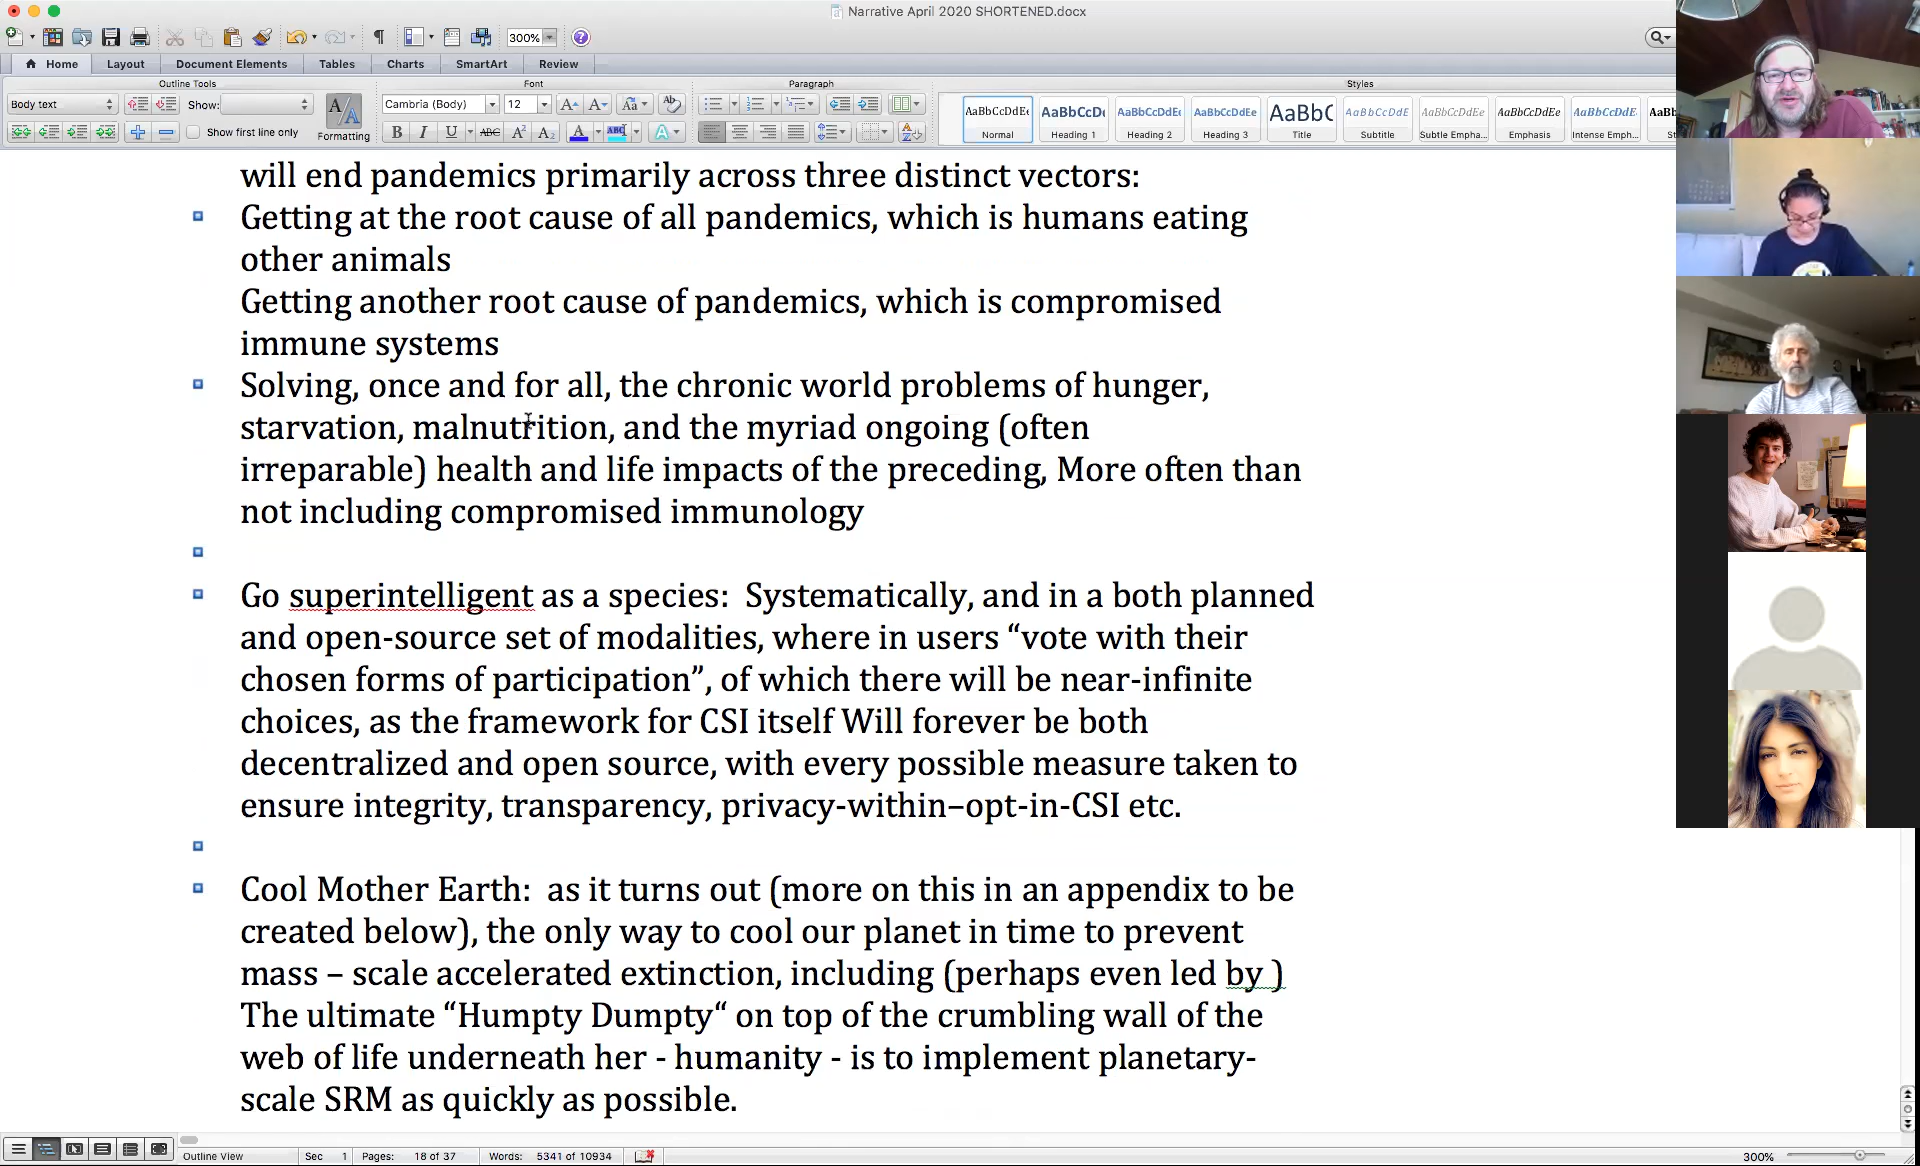 Narrative April 2020 SHORTENED.docx
300%
Home Layout Document Elements Tables Charts SmartArt Review
Outline Tools Font Paragraph Styles
Body text Show: Cambria (Body) 12
Show first line only Formatting
AaBbCcDdEe AaBbCcDc AaBbCcDdEe AaBbCcDdEe AaBbC AaBbCcDdEe AaBbCcDdEe AaBbCcDdEe AaBbCcDdE
Normal Heading 1 Heading 2 Heading 3 Title Subtitle Subtle Empha... Emphasis Intense Emph...
will end pandemics primarily across three distinct vectors:
Getting at the root cause of all pandemics, which is humans eating
other animals
Getting another root cause of pandemics, which is compromised
immune systems
Solving, once and for all, the chronic world problems of hunger,
starvation, malnutrition, and the myriad ongoing (often
irreparable) health and life impacts of the preceding, More often than
not including compromised immunology
Go superintelligent as a species:  Systematically, and in a both planned
and open-source set of modalities, where in users “vote with their
chosen forms of participation”, of which there will be near-infinite
choices, as the framework for CSI itself Will forever be both
decentralized and open source, with every possible measure taken to
ensure integrity, transparency, privacy-within–opt-in-CSI etc.
Cool Mother Earth:  as it turns out (more on this in an appendix to be
created below), the only way to cool our planet in time to prevent
mass – scale accelerated extinction, including (perhaps even led by )
The ultimate “Humpty Dumpty“ on top of the crumbling wall of the
web of life underneath her - humanity - is to implement planetary-
scale SRM as quickly as possible.
Outline View Sec 1 Pages: 18 of 37 Words: 5341 of 10934 300%